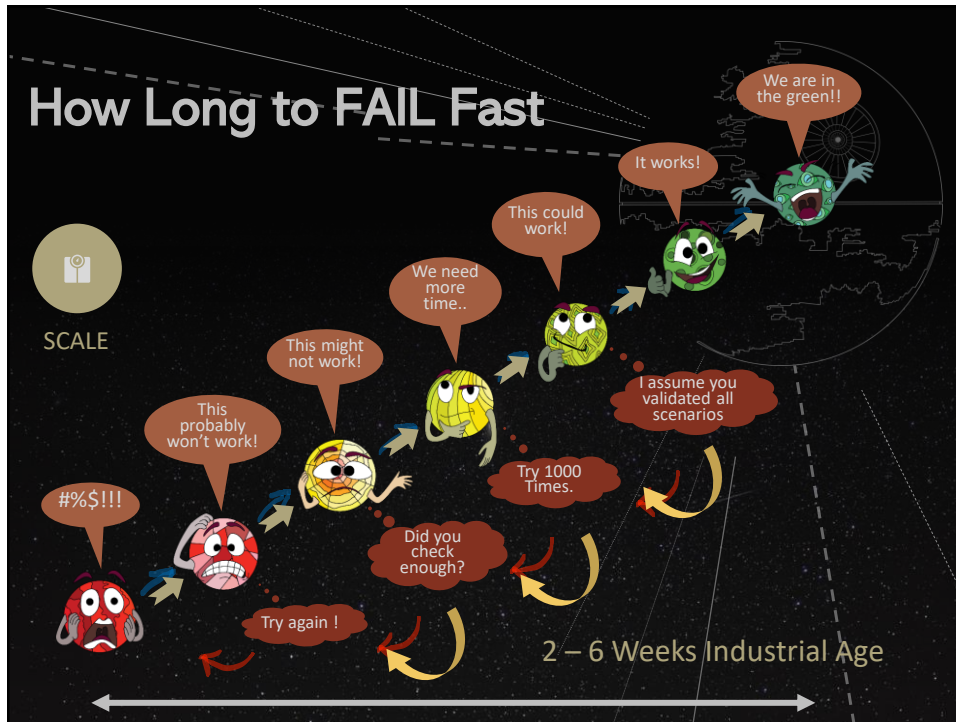 How Long to FAIL Fast
We are in
the green!!
It works!
This could
work!
We need
more
time..
This might
not work!
This
probably
won't work!
#%$!!!
SCALE
I assume you
validated all
scenarios
Try 1000
Times.
Did you
check
enough?
Try again !
2 – 6 Weeks Industrial Age